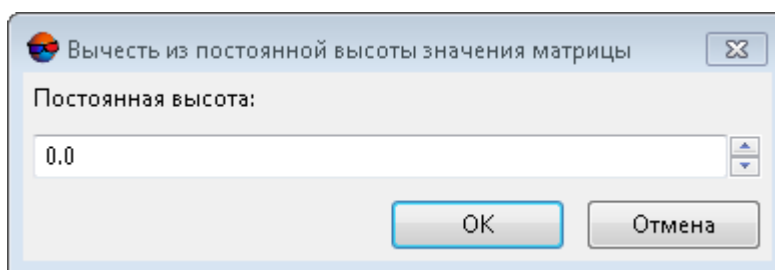 Вычесть из постоянной высоты значения матрицы
Постоянная высота:
0.0
OK Отмена